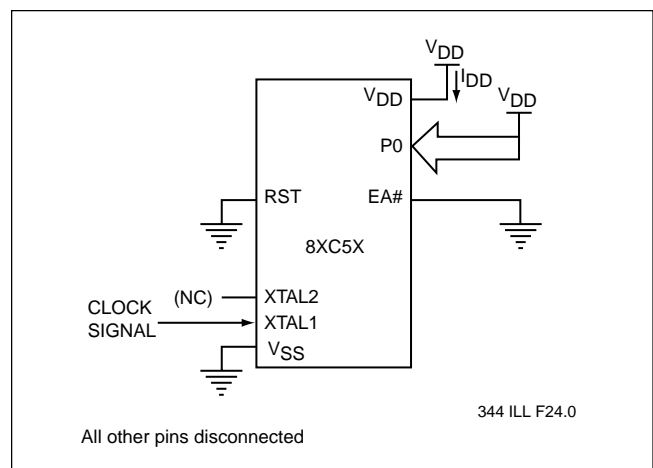 VDD
IDD
VDD
VDD
P0
RST
EA#
8XC5X
(NC)
XTAL2
CLOCK
SIGNAL
XTAL1
VSS
344 ILL F24.0
All other pins disconnected